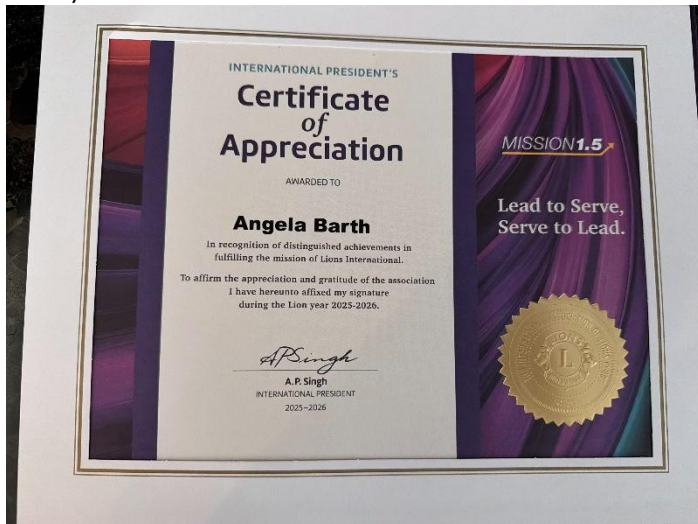 INTERNATIONAL PRESIDENT'S
Certificate
of
Appreciation
AWARDED TO
Angela Barth
In recognition of distinguished achievements in
fulfilling the mission of Lions International.
To affirm the appreciation and gratitude of the association
I have hereunto affixed my signature
during the Lion year 2025-2026.
APSingh
A.P. Singh
INTERNATIONAL PRESIDENT
2025–2026
MISSION1.5
Lead to Serve,
Serve to Lead.
LIONS
L